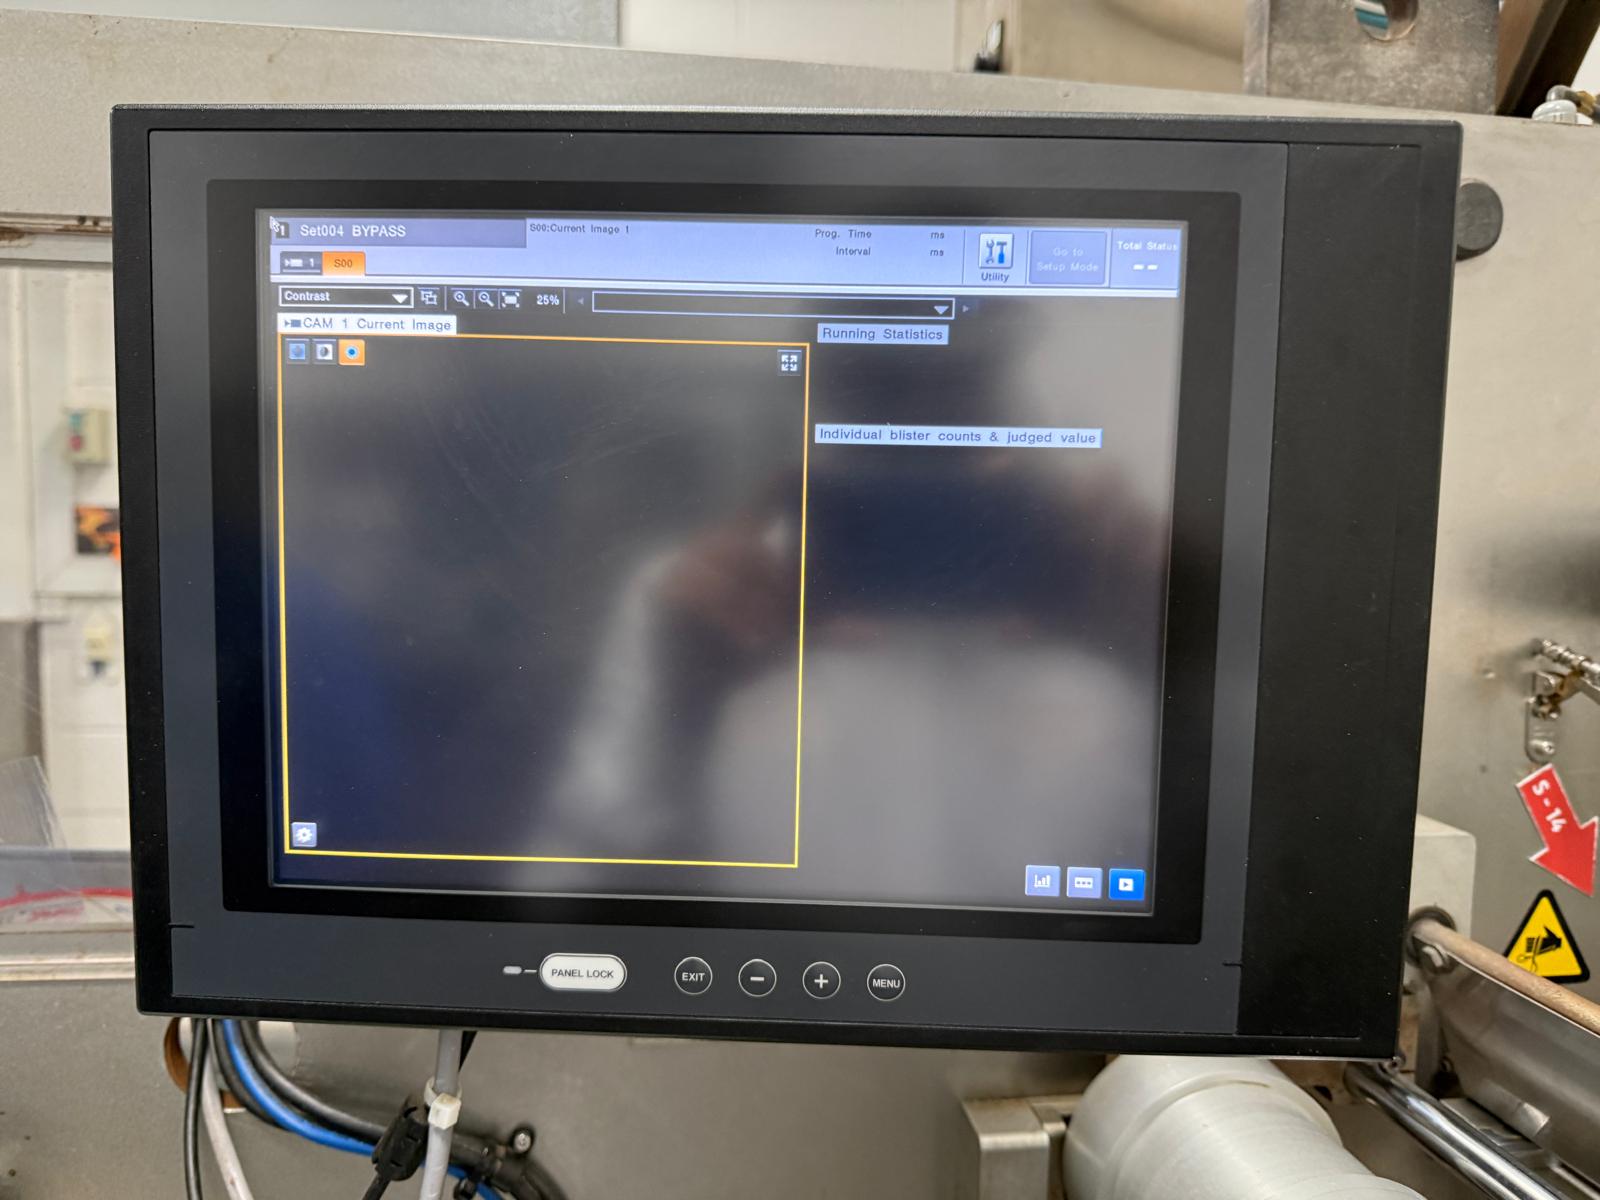 1 Set004 BYPASS
S00:Current Image 1
Prog. Time ms
Interval ms
Utility
Go to
Setup Mode
Total Status
--
1 S00
Contrast
25%
CAM 1 Current Image
Running Statistics
Individual blister counts & judged value
PANEL LOCK
EXIT
−
+
MENU
S-14